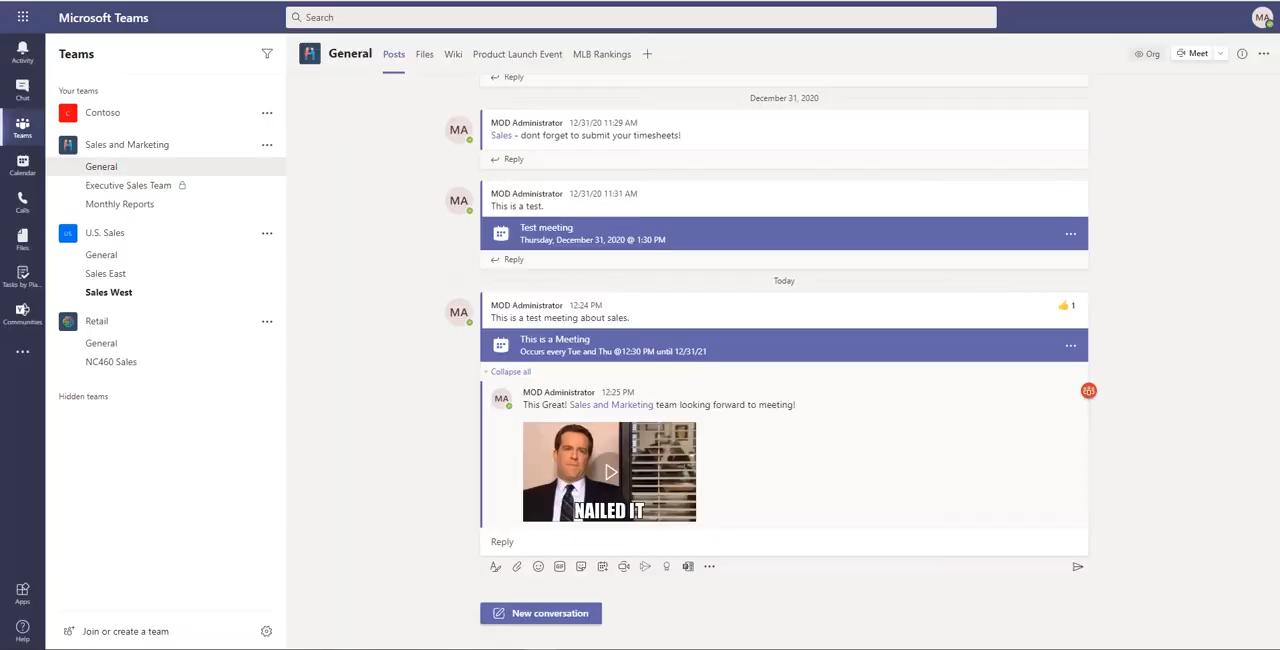 Microsoft Teams
Search
MA
Activity
Chat
Teams
Calendar
Calls
Files
Tasks by Pla...
Communities
Apps
Help
Teams
Your teams
C
Contoso
Sales and Marketing
General
Executive Sales Team
Monthly Reports
US
U.S. Sales
General
Sales East
Sales West
Retail
General
NC460 Sales
Hidden teams
Join or create a team
General
Posts
Files
Wiki
Product Launch Event
MLB Rankings
Org
Meet
Reply
December 31, 2020
MA
MOD Administrator 12/31/20 11:29 AM
Sales - dont forget to submit your timesheets!
Reply
MA
MOD Administrator 12/31/20 11:31 AM
This is a test.
Test meeting
Thursday, December 31, 2020 @ 1:30 PM
Reply
Today
MA
MOD Administrator 12:24 PM
1
This is a test meeting about sales.
This is a Meeting
Occurs every Tue and Thu @12:30 PM until 12/31/21
Collapse all
MA
MOD Administrator 12:25 PM
This Great! Sales and Marketing team looking forward to meeting!
NAILED IT
Reply
GIF
New conversation